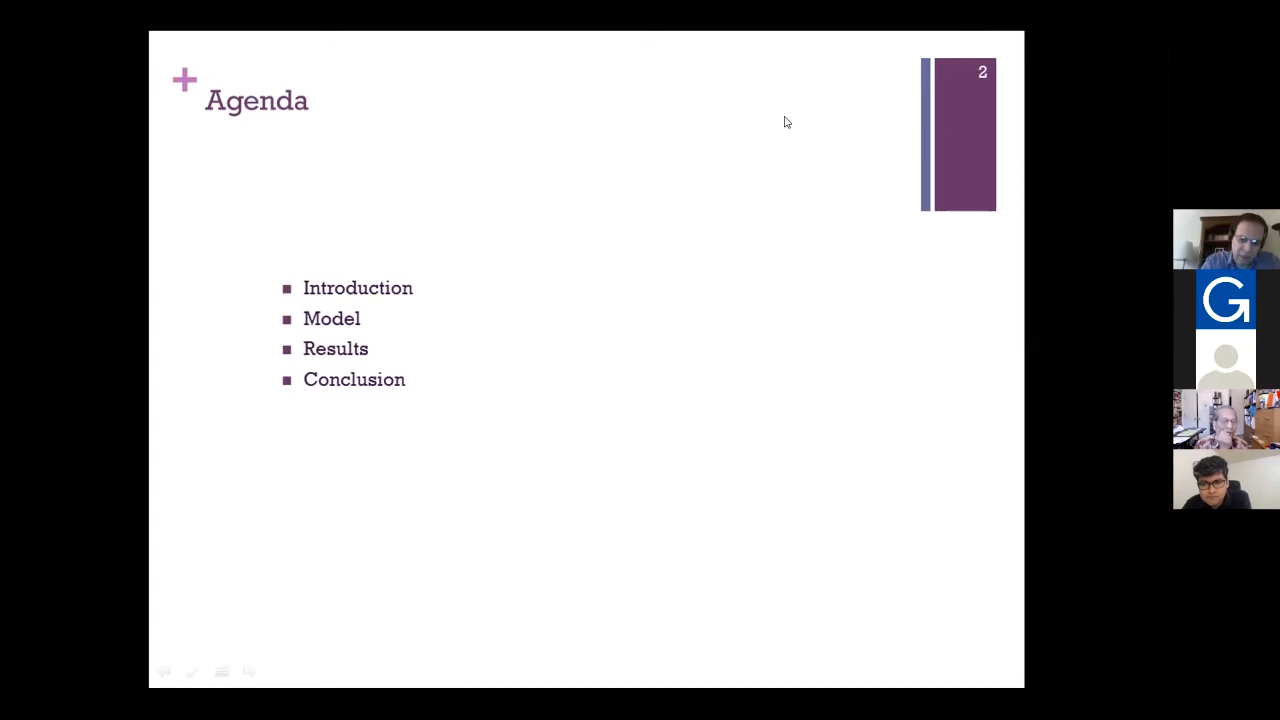 +
Agenda
2
Introduction
Model
Results
Conclusion
G